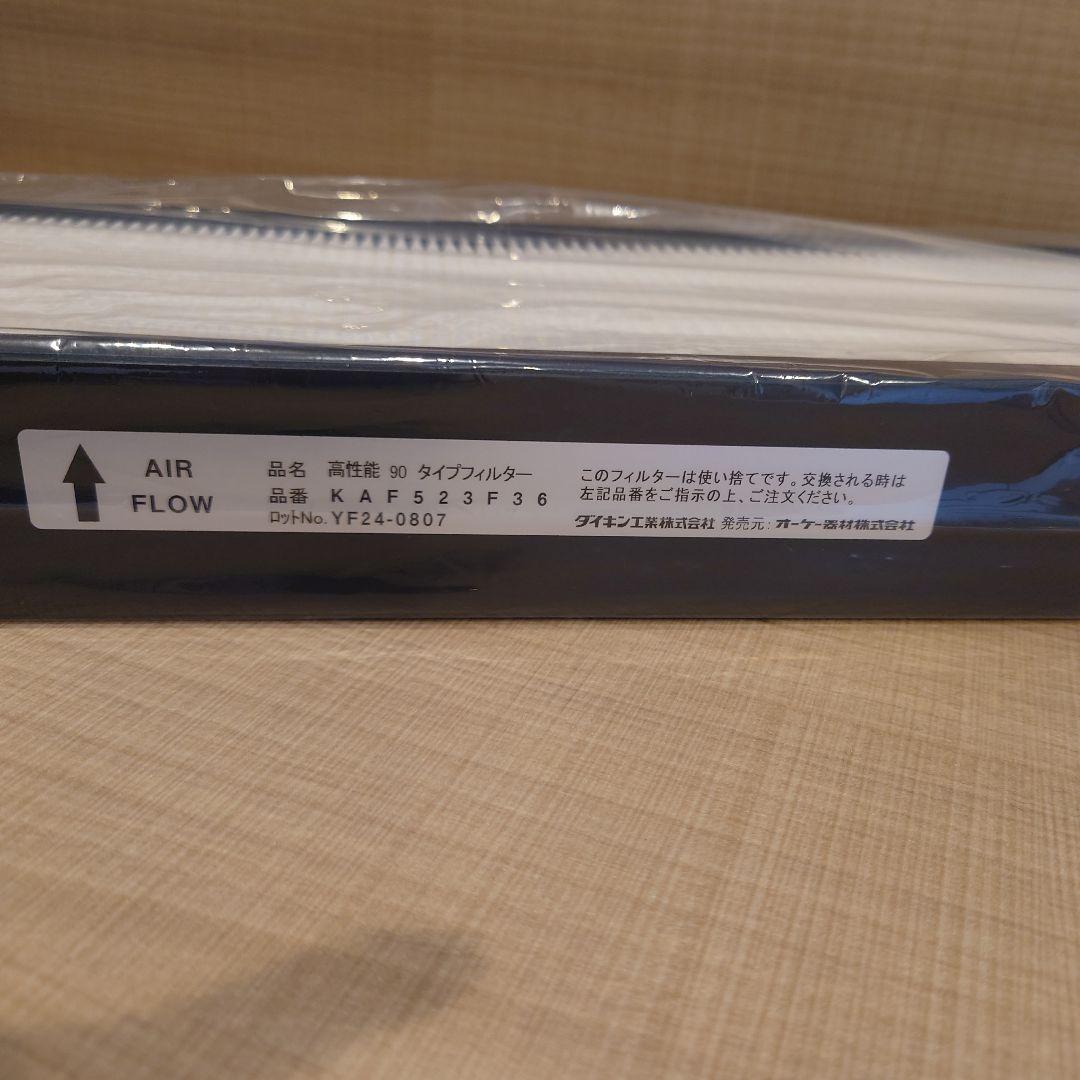 AIR
FLOW
品名 高性能 90 タイプフィルター
品番 KAF523F36
ロットNo.YF24-0807
このフィルターは使い捨てです。交換される時は
左記品番をご指示の上、ご注文ください。
ダイキン工業株式会社 発売元:オーケー器材株式会社